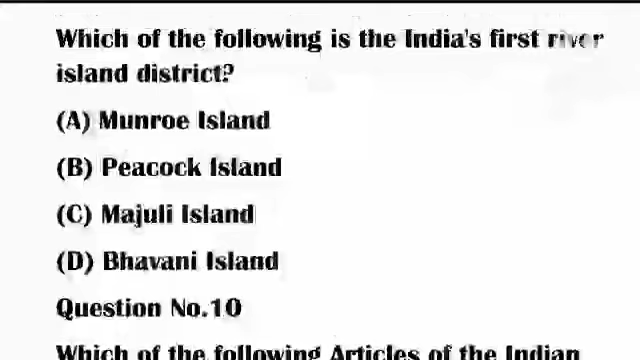 Which of the following is the India's first river
island district?
(A) Munroe Island
(B) Peacock Island
(C) Majuli Island
(D) Bhavani Island
Question No.10
Which of the following Articles of the Indian